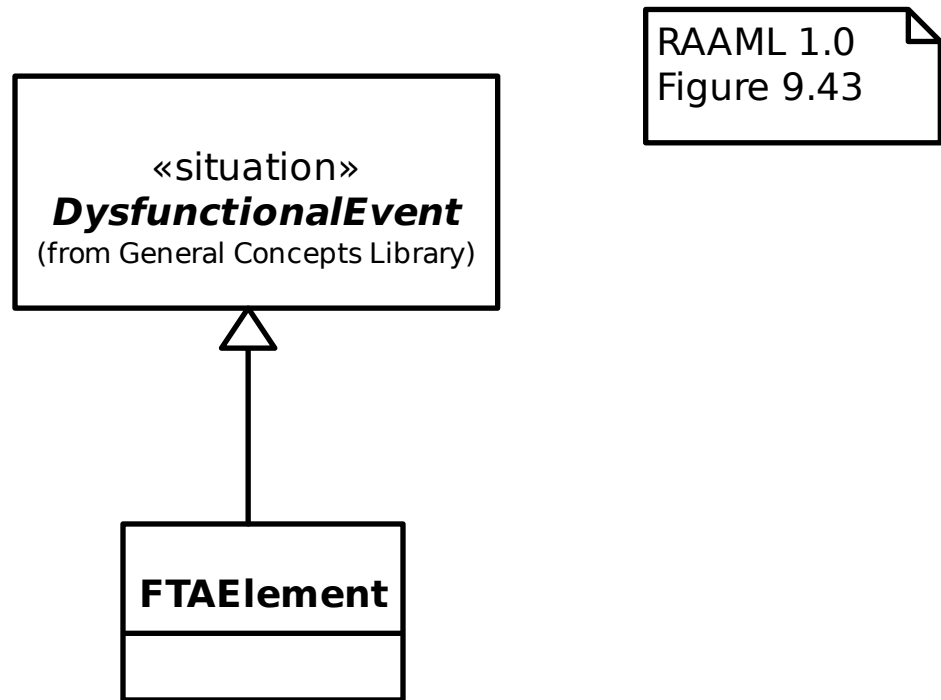 RAAML 1.0
Figure 9.43
«situation»
DysfunctionalEvent
(from General Concepts Library)
FTAElement